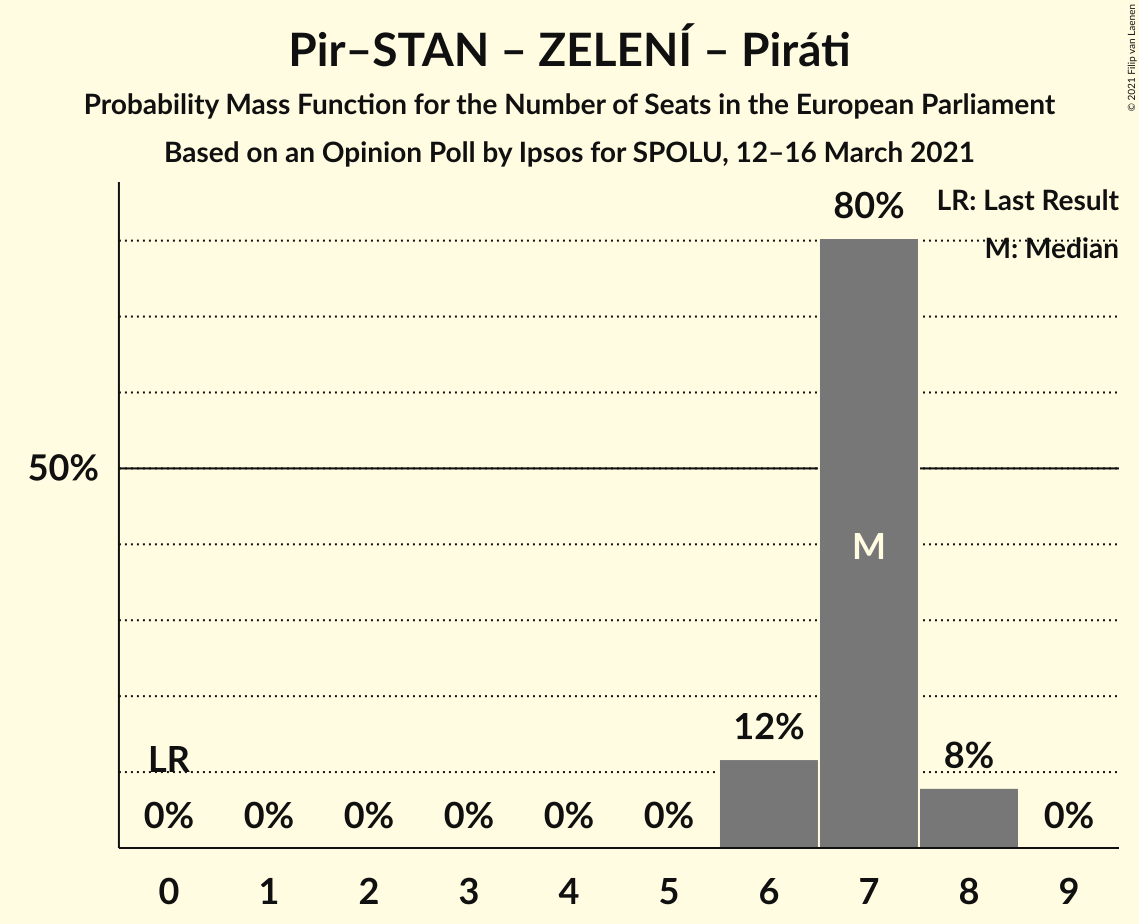 Pir–STAN – ZELENÍ – Piráti
Probability Mass Function for the Number of Seats in the European Parliament
Based on an Opinion Poll by Ipsos for SPOLU, 12–16 March 2021
© 2021 Filip van Laenen
LR: Last Result
M: Median
80%
50%
M
12%
LR
8%
0% 0% 0% 0% 0% 0% 0%
0 1 2 3 4 5 6 7 8 9